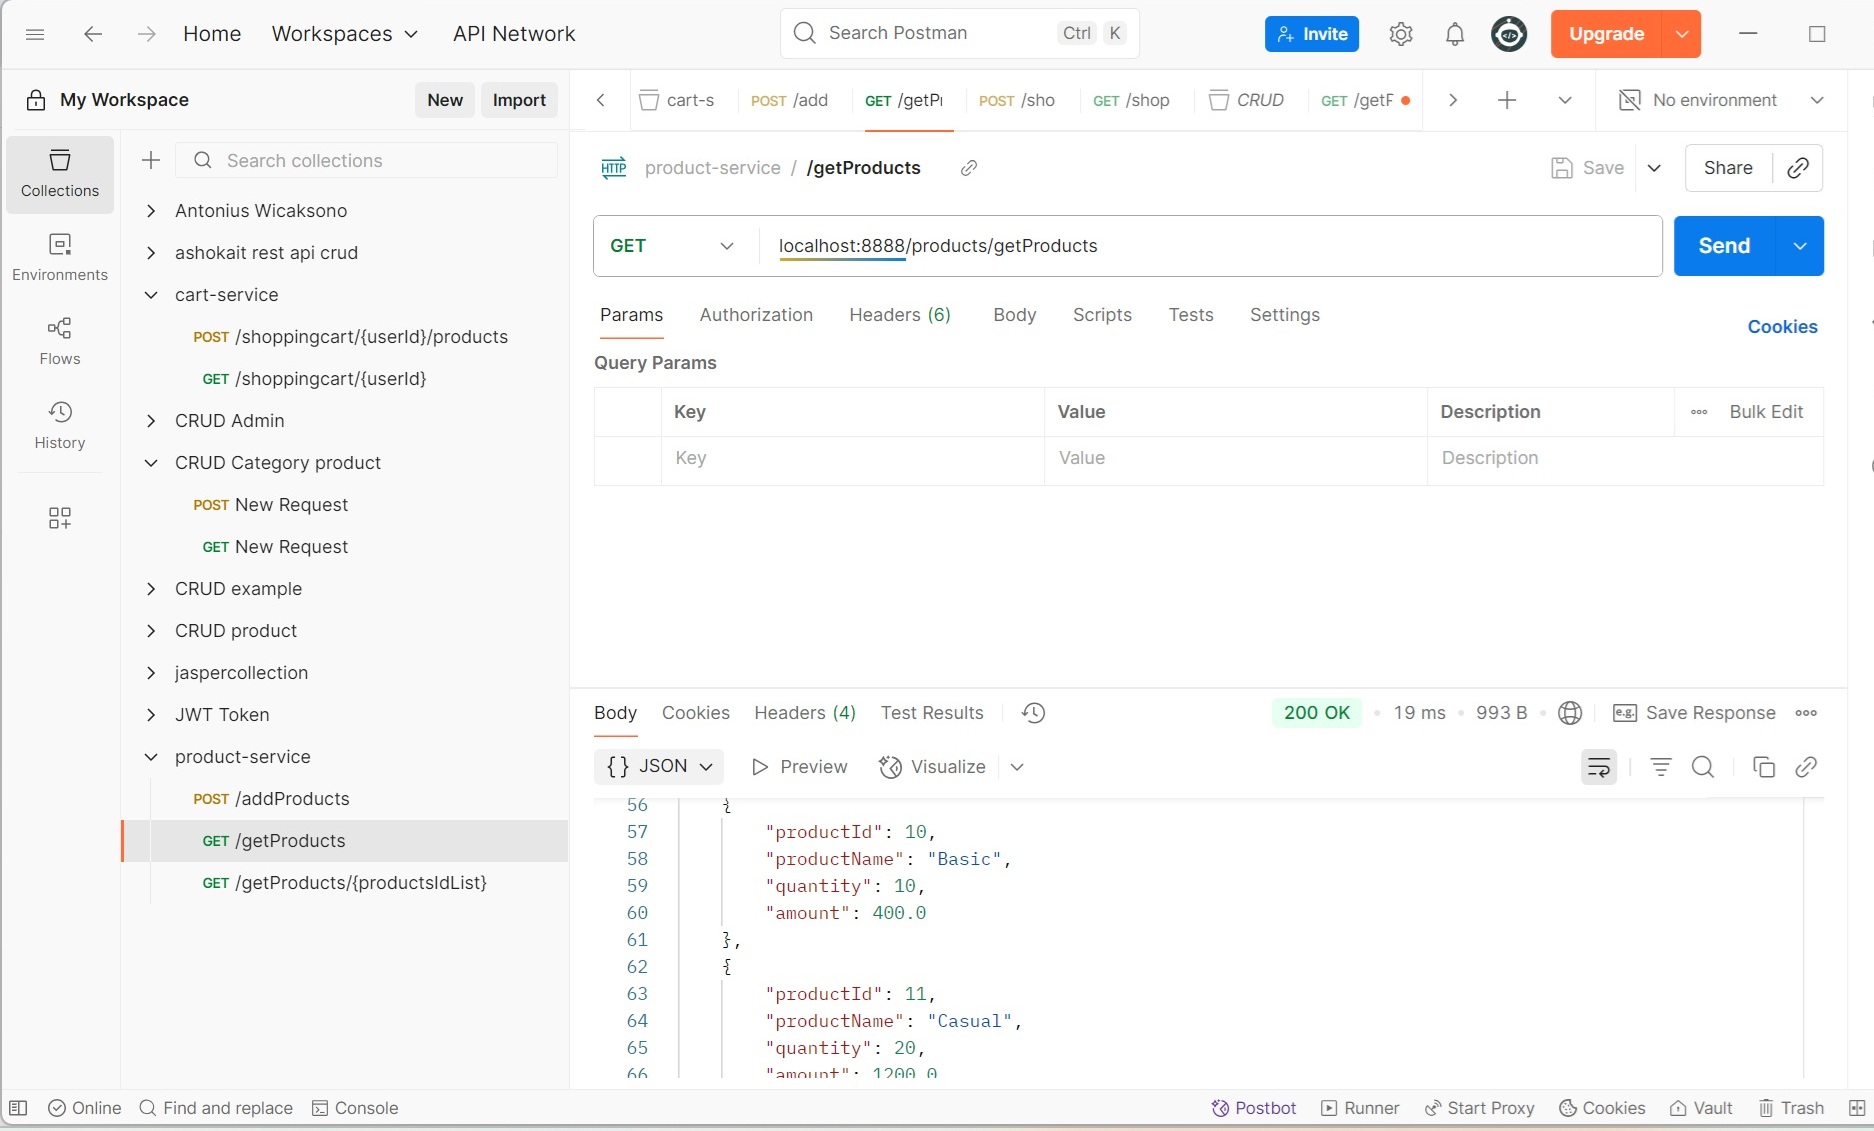 Home Workspaces API Network Search Postman Ctrl K Invite Upgrade
My Workspace New Import
cart-s POST /add GET /getPr POST /sho GET /shop CRUD GET /getF No environment
Collections
Environments
Flows
History
Search collections
Antonius Wicaksono
ashokait rest api crud
cart-service
POST /shoppingcart/{userId}/products
GET /shoppingcart/{userId}
CRUD Admin
CRUD Category product
POST New Request
GET New Request
CRUD example
CRUD product
jaspercollection
JWT Token
product-service
POST /addProducts
GET /getProducts
GET /getProducts/{productsIdList}
HTTP product-service / /getProducts Save Share
GET localhost:8888/products/getProducts Send
Params Authorization Headers (6) Body Scripts Tests Settings Cookies
Query Params
Key Value Description Bulk Edit
Key Value Description
Body Cookies Headers (4) Test Results 200 OK • 19 ms • 993 B • e.g. Save Response
{} JSON Preview Visualize
56 {
57 "productId": 10,
58 "productName": "Basic",
59 "quantity": 10,
60 "amount": 400.0
61 },
62 {
63 "productId": 11,
64 "productName": "Casual",
65 "quantity": 20,
66 "amount": 1200.0
Online Find and replace Console Postbot Runner Start Proxy Cookies Vault Trash